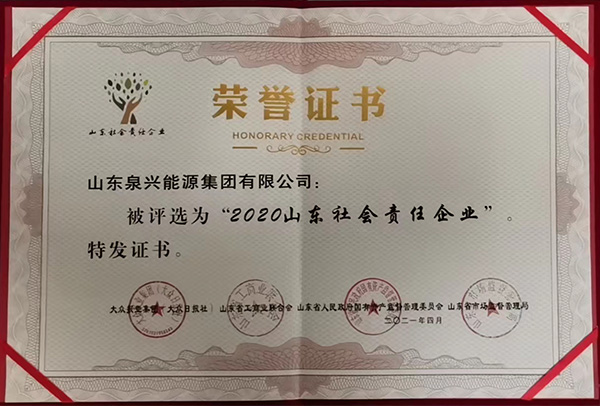 山东社会责任企业
荣誉证书
HONORARY CREDENTIAL
山东泉兴能源集团有限公司：
被评选为“2020山东社会责任企业”。
特发证书。
大众报业集团（大众日报社） 山东省工商业联合会 山东省人民政府国有资产监督管理委员会 山东省市场监督管理局
二〇二一年四月